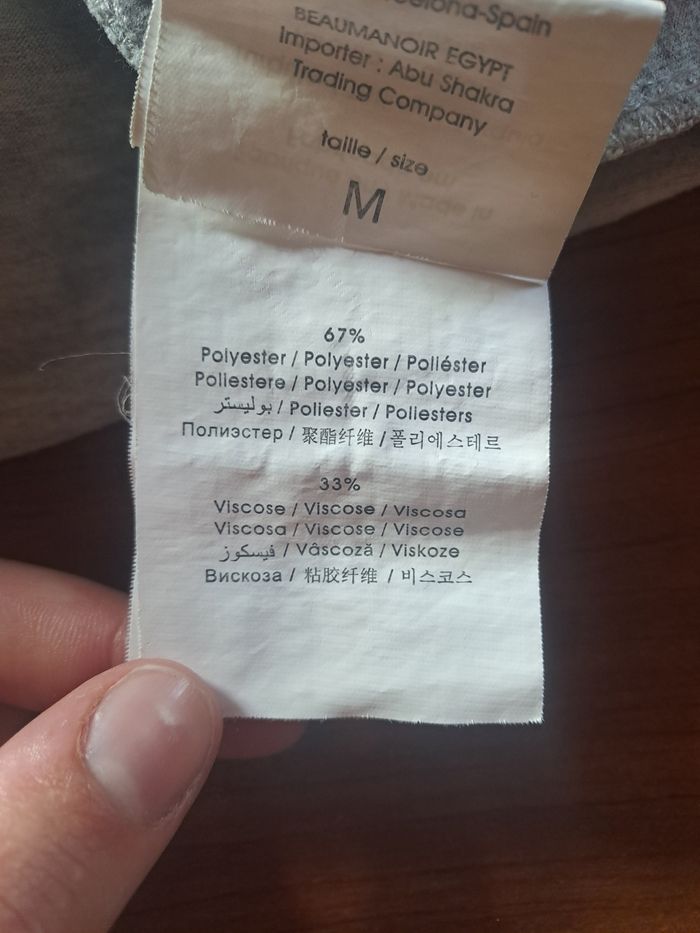 Barcelona-Spain
BEAUMANOIR EGYPT
Importer : Abu Shakra
Trading Company
taille / size
M
67%
Polyester / Polyester / Poliéster
Poliestere / Polyester / Polyester
بوليستر / Poliester / Poliesters
Полиэстер / 聚酯纤维 / 폴리에스테르
33%
Viscose / Viscose / Viscosa
Viscosa / Viscose / Viscose
فيسكوز / Vâscoză / Viskoze
Вискоза / 粘胶纤维 / 비스코스